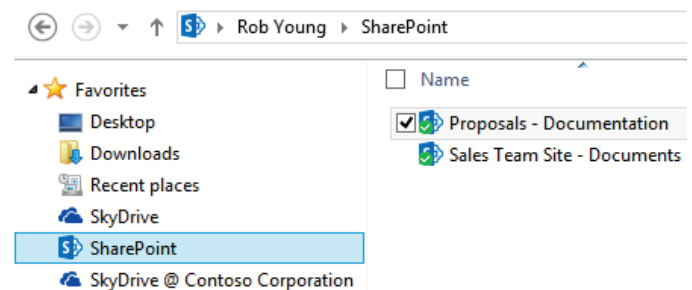 Rob Young SharePoint
Favorites
Desktop
Downloads
Recent places
SkyDrive
SharePoint
SkyDrive @ Contoso Corporation
Name
Proposals - Documentation
Sales Team Site - Documents